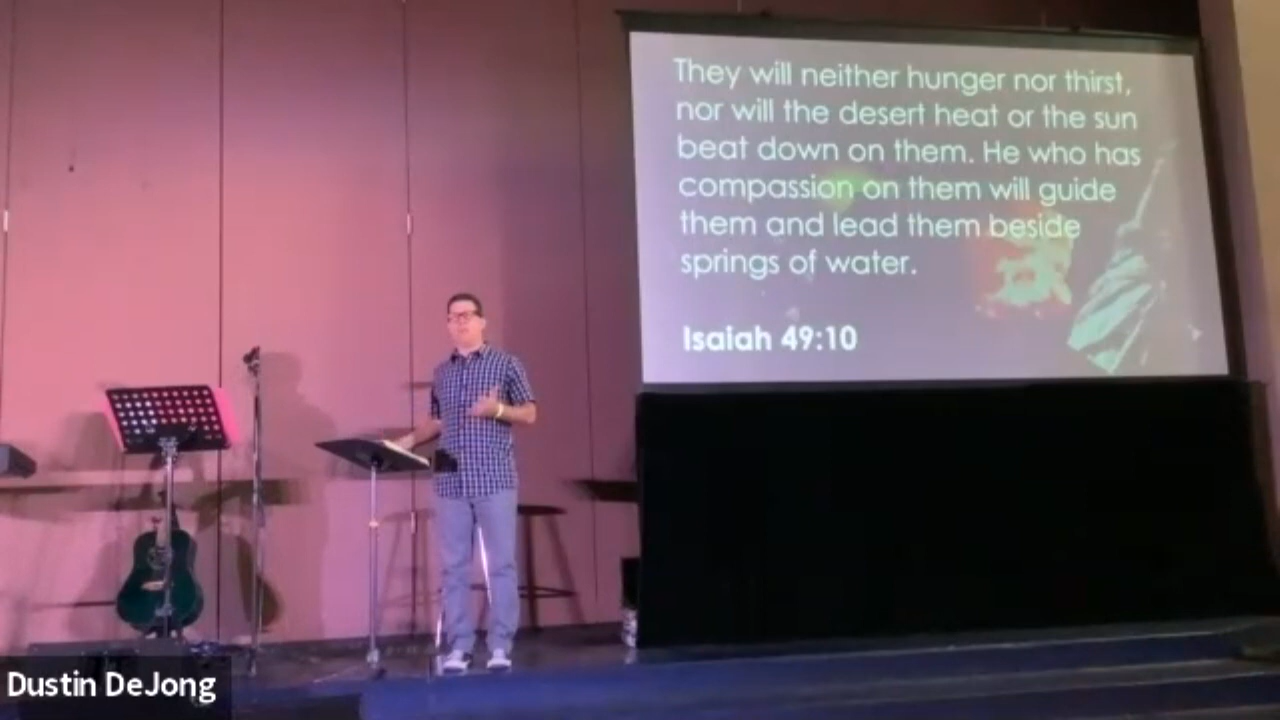 They will neither hunger nor thirst,
nor will the desert heat or the sun
beat down on them. He who has
compassion on them will guide
them and lead them beside
springs of water.
Isaiah 49:10
Dustin DeJong